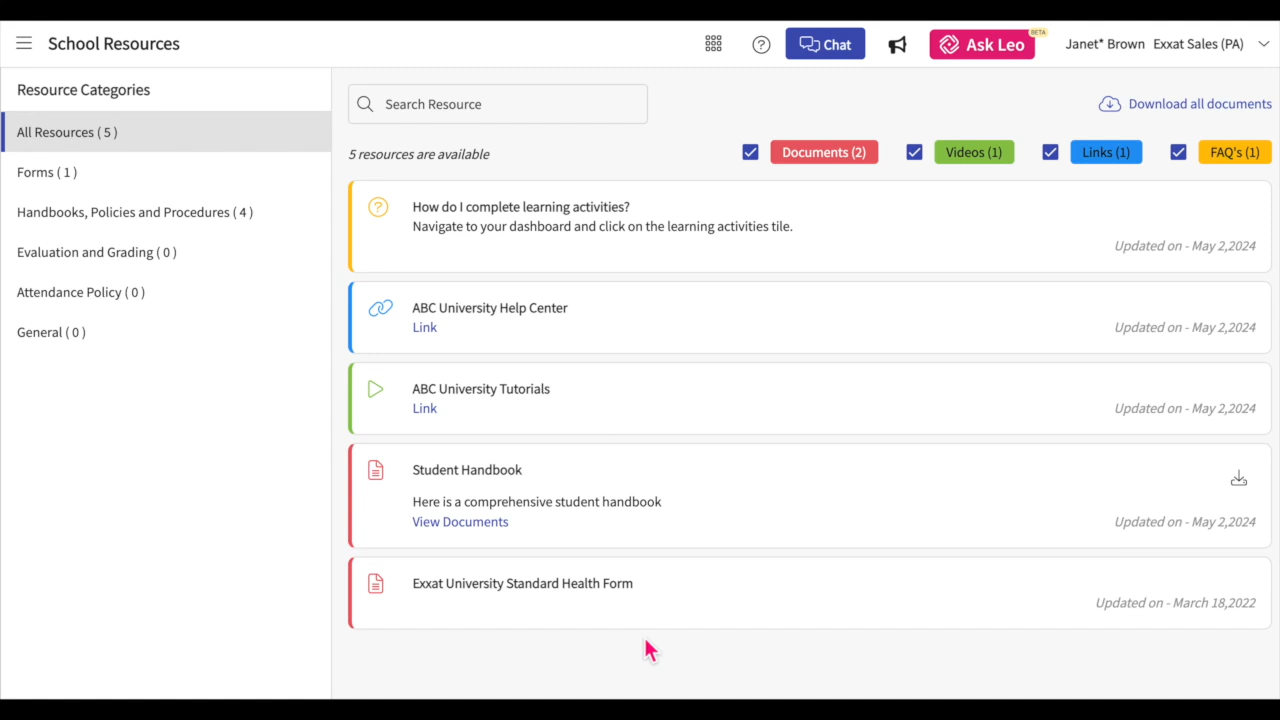 School Resources
Chat
Ask Leo
BETA
Janet* Brown Exxat Sales (PA)
Resource Categories
All Resources ( 5 )
Forms ( 1 )
Handbooks, Policies and Procedures ( 4 )
Evaluation and Grading ( 0 )
Attendance Policy ( 0 )
General ( 0 )
Search Resource
Download all documents
5 resources are available
Documents (2)
Videos (1)
Links (1)
FAQ's (1)
How do I complete learning activities?
Navigate to your dashboard and click on the learning activities tile.
Updated on - May 2,2024
ABC University Help Center
Link
Updated on - May 2,2024
ABC University Tutorials
Link
Updated on - May 2,2024
Student Handbook
Here is a comprehensive student handbook
View Documents
Updated on - May 2,2024
Exxat University Standard Health Form
Updated on - March 18,2022